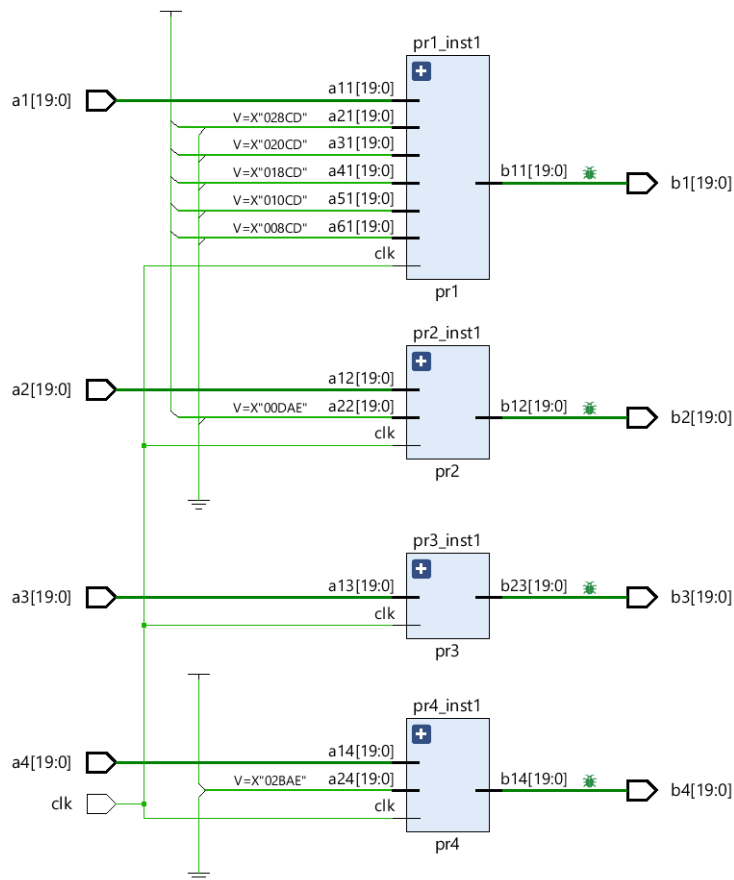 pr1_inst1
a1[19:0]
a11[19:0]
V=X"028CD" a21[19:0]
V=X"020CD" a31[19:0]
V=X"018CD" a41[19:0]
b11[19:0]
b1[19:0]
V=X"010CD" a51[19:0]
V=X"008CD" a61[19:0]
clk
pr1
pr2_inst1
a2[19:0]
a12[19:0]
V=X"00DAE" a22[19:0]
b12[19:0]
b2[19:0]
clk
pr2
pr3_inst1
a3[19:0]
a13[19:0]
b23[19:0]
b3[19:0]
clk
pr3
pr4_inst1
a4[19:0]
a14[19:0]
V=X"02BAE" a24[19:0]
b14[19:0]
b4[19:0]
clk
clk
pr4